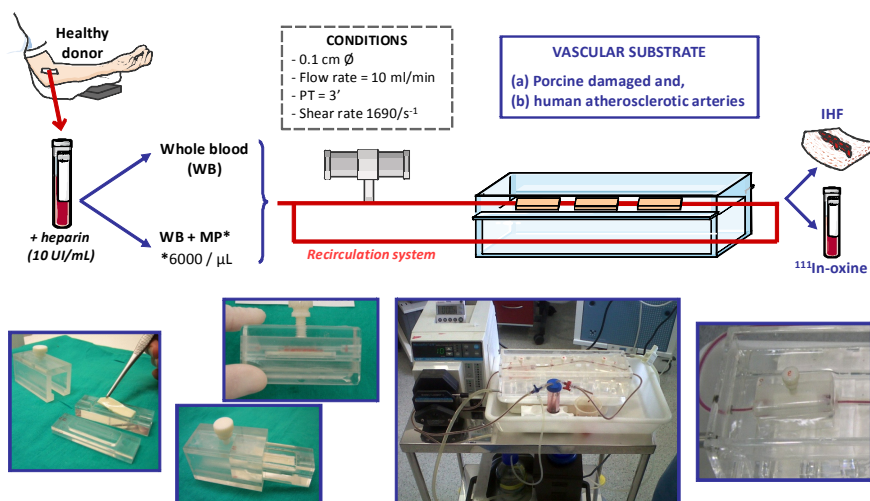 Healthy
donor
CONDITIONS
- 0.1 cm Ø
- Flow rate = 10 ml/min
- PT = 3’
- Shear rate 1690/s⁻¹
VASCULAR SUBSTRATE
(a) Porcine damaged and,
(b) human atherosclerotic arteries
IHF
Whole blood
(WB)
+ heparin
(10 UI/mL)
WB + MP*
*6000 / µL
Recirculation system
¹¹¹In-oxine